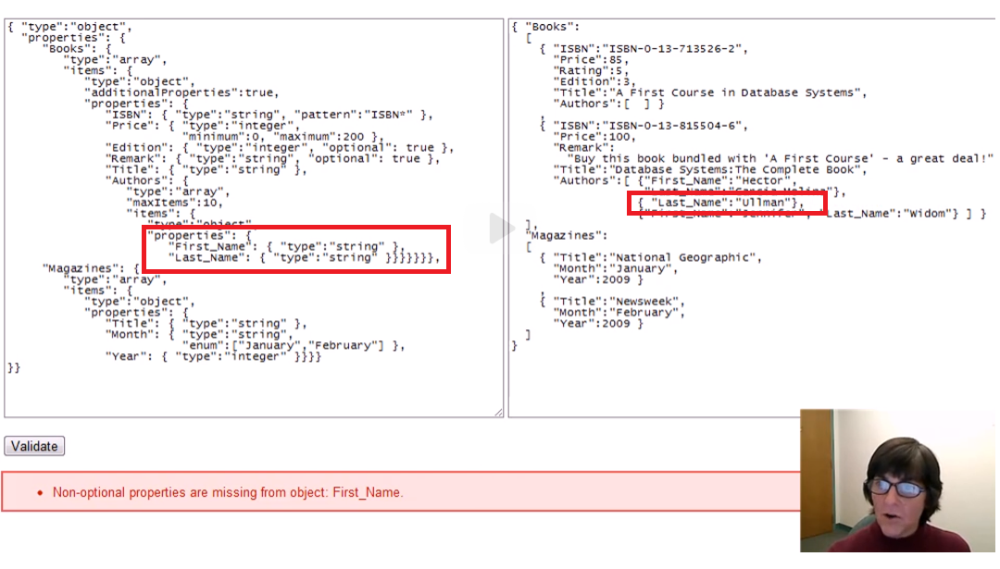 { "type":"object",
"properties": {
"Books": {
"type":"array",
"items": {
"type":"object",
"additionalProperties":true,
"properties": {
"ISBN": { "type":"string", "pattern":"ISBN*" },
"Price": { "type":"integer",
"minimum":0, "maximum":200 },
"Edition": { "type":"integer", "optional": true },
"Remark": { "type":"string", "optional": true },
"Title": { "type":"string" },
"Authors": {
"type":"array",
"maxItems":10,
"items": {
"type":"object",
"properties": {
"First_Name": { "type":"string" },
"Last_Name": { "type":"string" }}}}}}},
"Magazines": {
"type":"array",
"items": {
"type":"object",
"properties": {
"Title": { "type":"string" },
"Month": { "type":"string",
"enum":["January","February"] },
"Year": { "type":"integer" }}}}
}}
{ "Books":
[
{ "ISBN":"ISBN-0-13-713526-2",
"Price":85,
"Rating":5,
"Edition":3,
"Title":"A First Course in Database Systems",
"Authors":[ ] }
,
{ "ISBN":"ISBN-0-13-815504-6",
"Price":100,
"Remark":
"Buy this book bundled with 'A First Course' - a great deal!"
"Title":"Database Systems:The Complete Book",
"Authors":[ {"First_Name":"Hector",
"Last_Name":"Garcia-Molina"},
{ "Last_Name":"Ullman"},
{"First_Name":"Jennifer", "Last_Name":"Widom"} ] }
],
"Magazines":
[
{ "Title":"National Geographic",
"Month":"January",
"Year":2009 }
,
{ "Title":"Newsweek",
"Month":"February",
"Year":2009 }
]
}
Validate
• Non-optional properties are missing from object: First_Name.